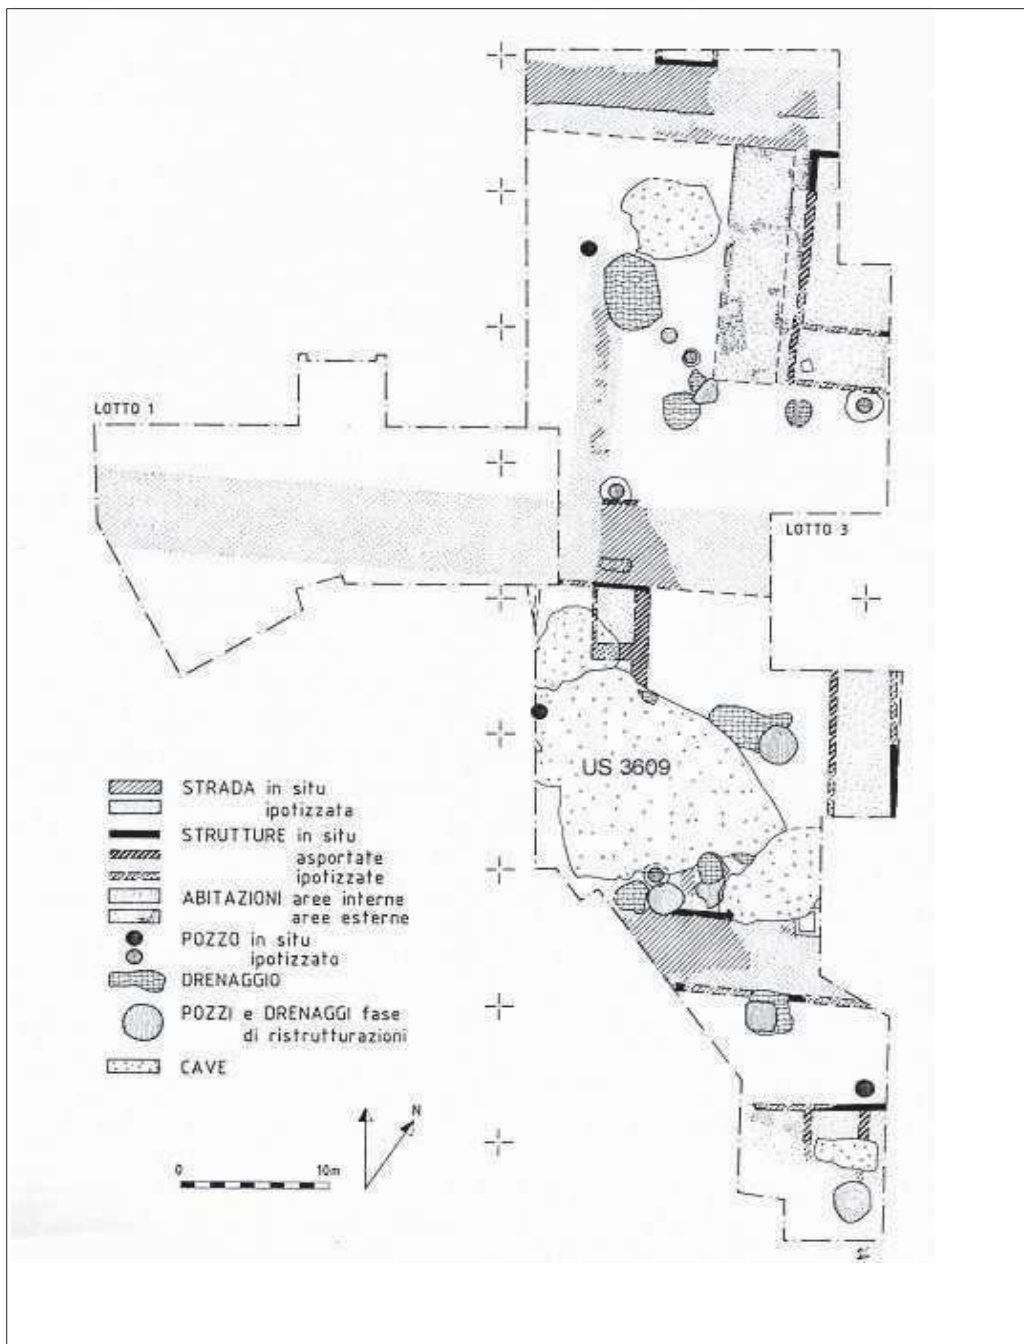 LOTTO 1
LOTTO 3
US 3609
STRADA in situ
ipotizzata
STRUTTURE in situ
asportate
ipotizzate
ABITAZIONI aree interne
aree esterne
POZZO in situ
ipotizzato
DRENAGGIO
POZZI e DRENAGGI fase
di ristrutturazioni
CAVE
N
0 10m